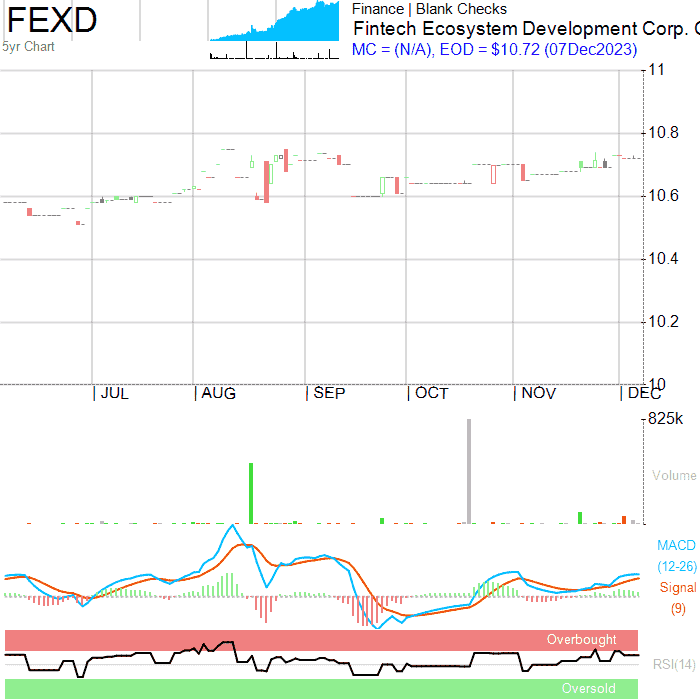 FEXD
5yr Chart
Finance | Blank Checks
Fintech Ecosystem Development Corp.
MC = (N/A), EOD = $10.72 (07Dec2023)
11
10.8
10.6
10.4
10.2
10
JUL AUG SEP OCT NOV DEC
825k
Volume
MACD
(12-26)
Signal
(9)
Overbought
RSI(14)
Oversold